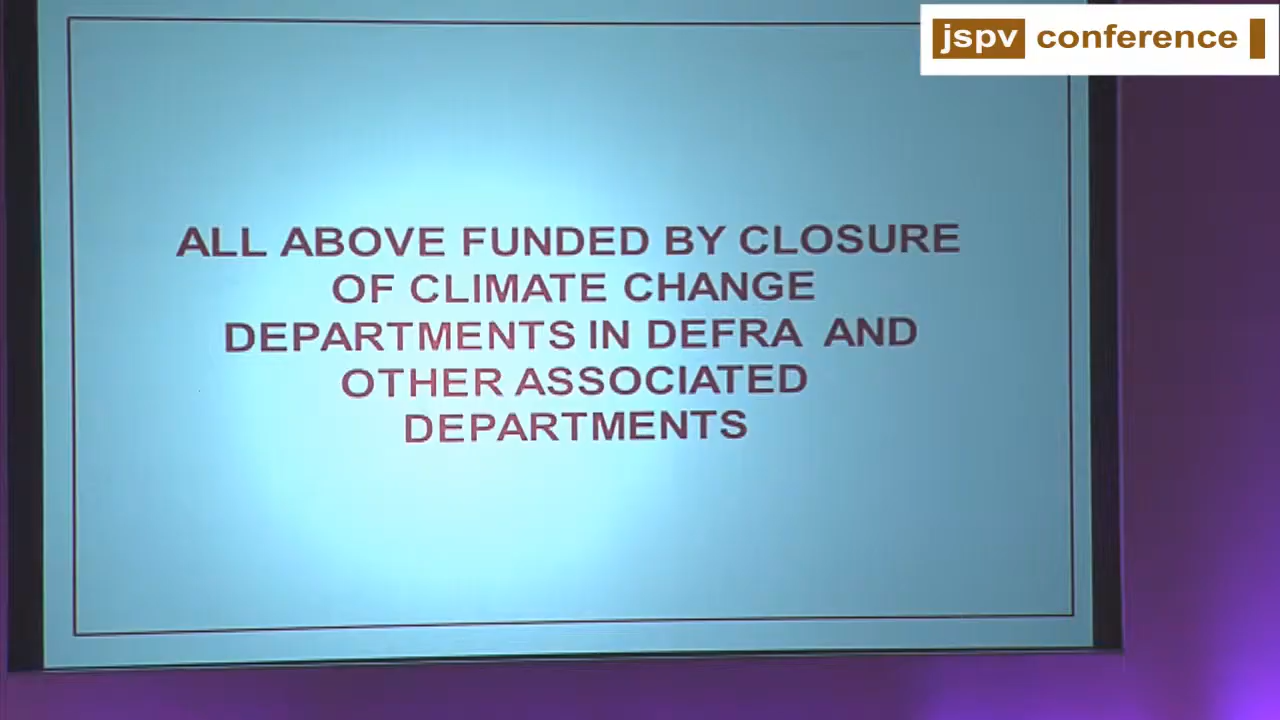 jspv conference
ALL ABOVE FUNDED BY CLOSURE
OF CLIMATE CHANGE
DEPARTMENTS IN DEFRA AND
OTHER ASSOCIATED
DEPARTMENTS